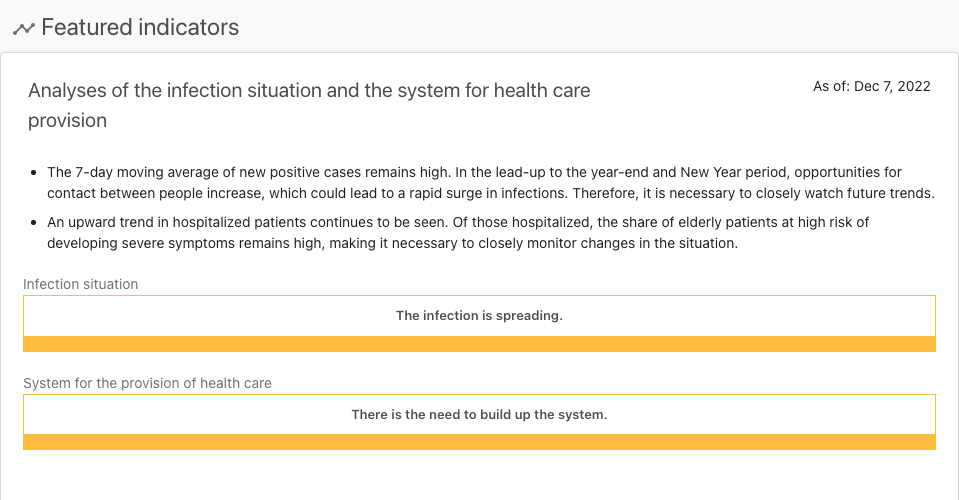 Featured indicators
Analyses of the infection situation and the system for health care
provision
As of: Dec 7, 2022
• The 7-day moving average of new positive cases remains high. In the lead-up to the year-end and New Year period, opportunities for
contact between people increase, which could lead to a rapid surge in infections. Therefore, it is necessary to closely watch future trends.
• An upward trend in hospitalized patients continues to be seen. Of those hospitalized, the share of elderly patients at high risk of
developing severe symptoms remains high, making it necessary to closely monitor changes in the situation.
Infection situation
The infection is spreading.
System for the provision of health care
There is the need to build up the system.